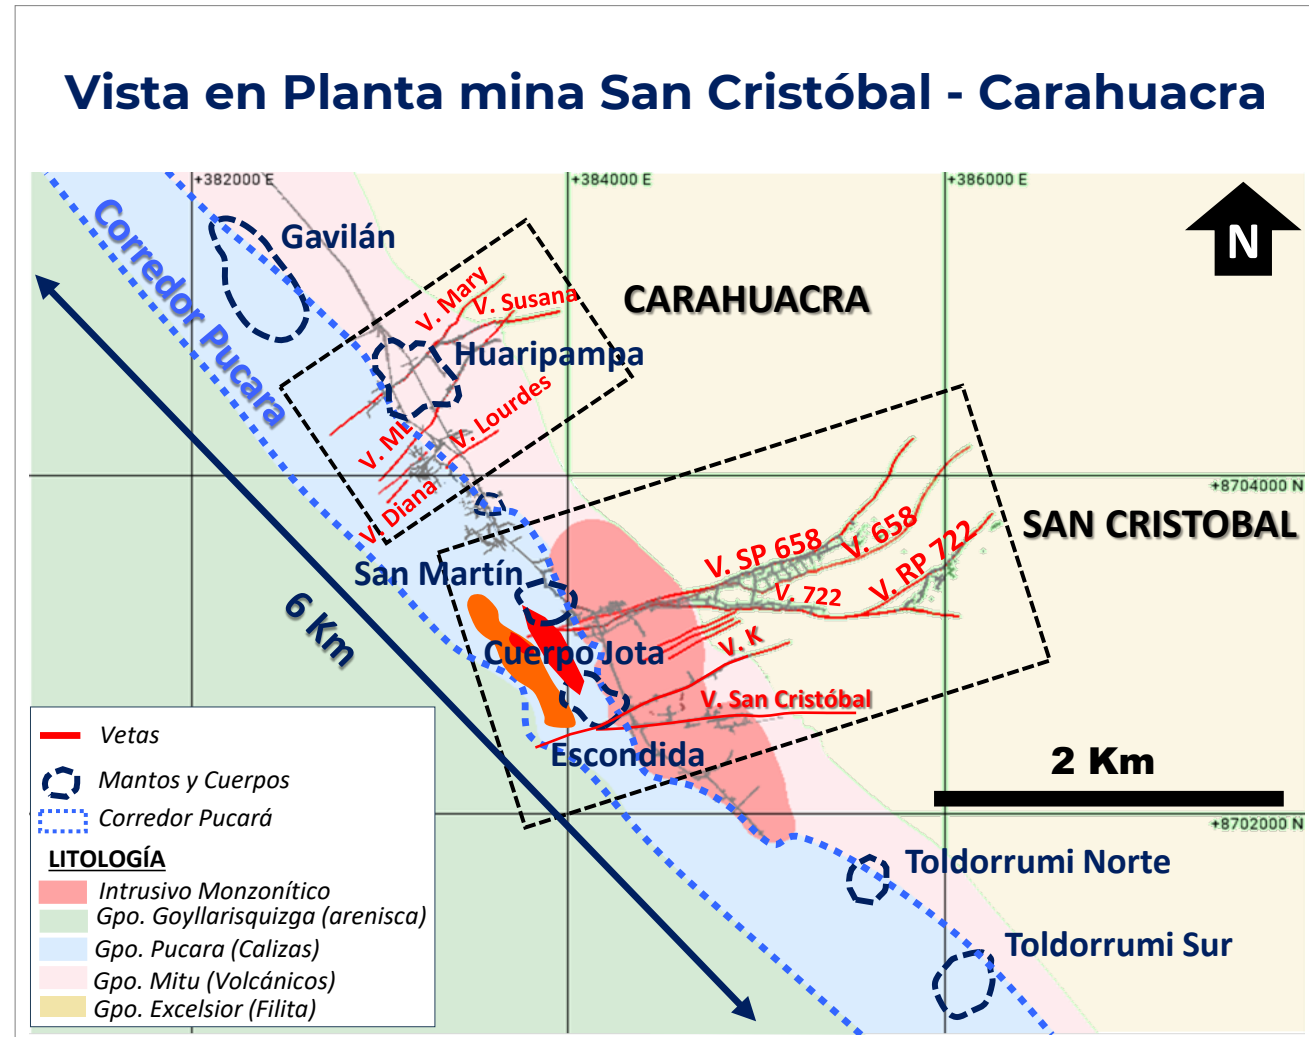 Vista en Planta mina San Cristóbal - Carahuacra
+382000 E
+384000 E
+386000 E
N
Corredor Pucara
Gavilán
V. Mary
V. Susana
CARAHUACRA
Huaripampa
V. Lourdes
V. ML
V. Diana
+8704000 N
SAN CRISTOBAL
V. SP 658
V. 658
V. RP 722
V. 722
San Martín
6 Km
Cuerpo Jota
V. K
V. San Cristóbal
Escondida
2 Km
+8702000 N
Toldorrumi Norte
Toldorrumi Sur
Vetas
Mantos y Cuerpos
Corredor Pucará
LITOLOGÍA
Intrusivo Monzonítico
Gpo. Goyllarisquizga (arenisca)
Gpo. Pucara (Calizas)
Gpo. Mitu (Volcánicos)
Gpo. Excelsior (Filita)